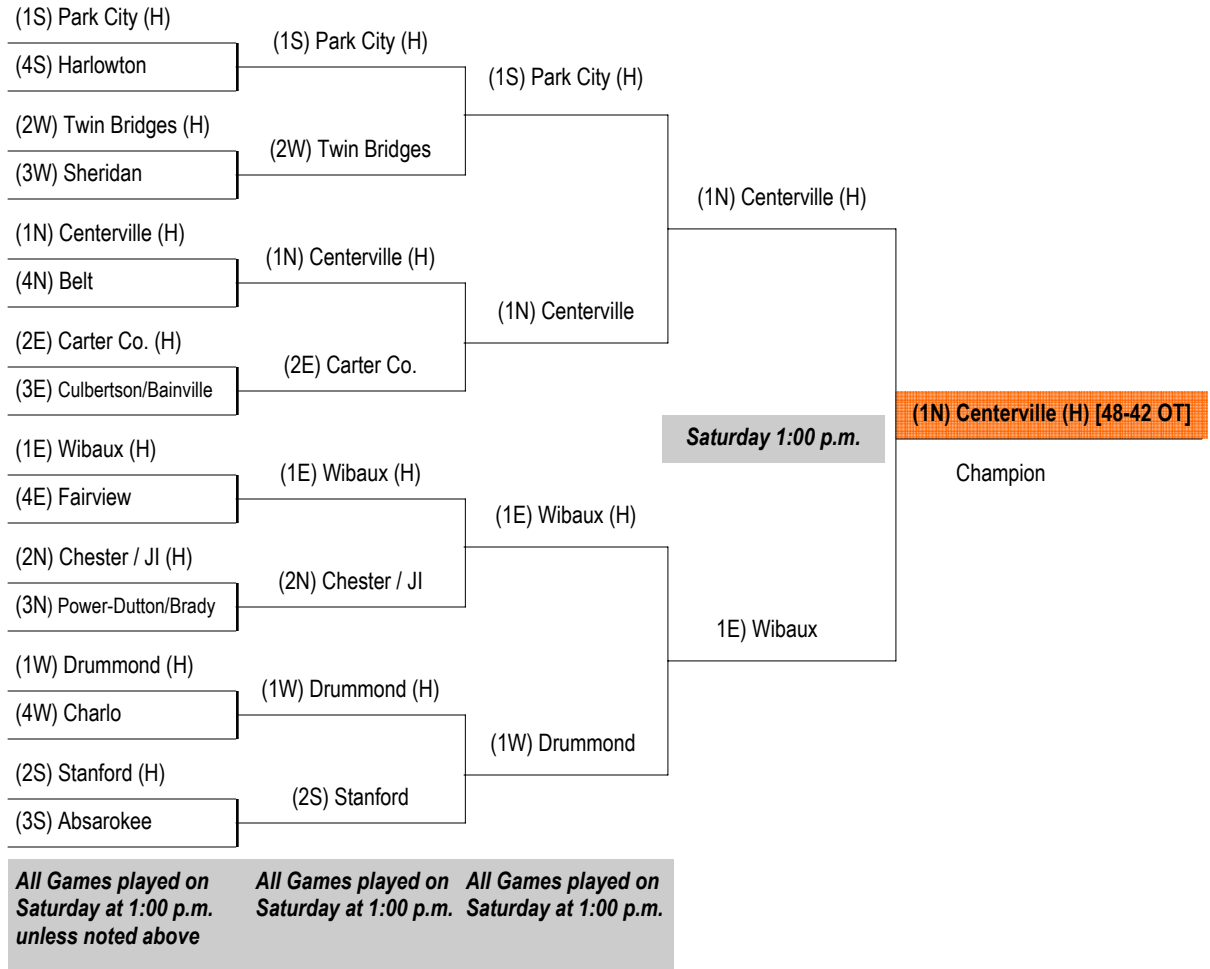 (1S) Park City (H)
(4S) Harlowton
(2W) Twin Bridges (H)
(3W) Sheridan
(1N) Centerville (H)
(4N) Belt
(2E) Carter Co. (H)
(3E) Culbertson/Bainville
(1E) Wibaux (H)
(4E) Fairview
(2N) Chester / JI (H)
(3N) Power-Dutton/Brady
(1W) Drummond (H)
(4W) Charlo
(2S) Stanford (H)
(3S) Absarokee
All Games played on
Saturday at 1:00 p.m.
unless noted above
(1S) Park City (H)
(2W) Twin Bridges
(1N) Centerville (H)
(2E) Carter Co.
(1E) Wibaux (H)
(2N) Chester / JI
(1W) Drummond (H)
(2S) Stanford
All Games played on
Saturday at 1:00 p.m.
(1S) Park City (H)
(1N) Centerville
(1E) Wibaux (H)
(1W) Drummond
All Games played on
Saturday at 1:00 p.m.
(1N) Centerville (H)
Saturday 1:00 p.m.
1E) Wibaux
(1N) Centerville (H) [48-42 OT]
Champion